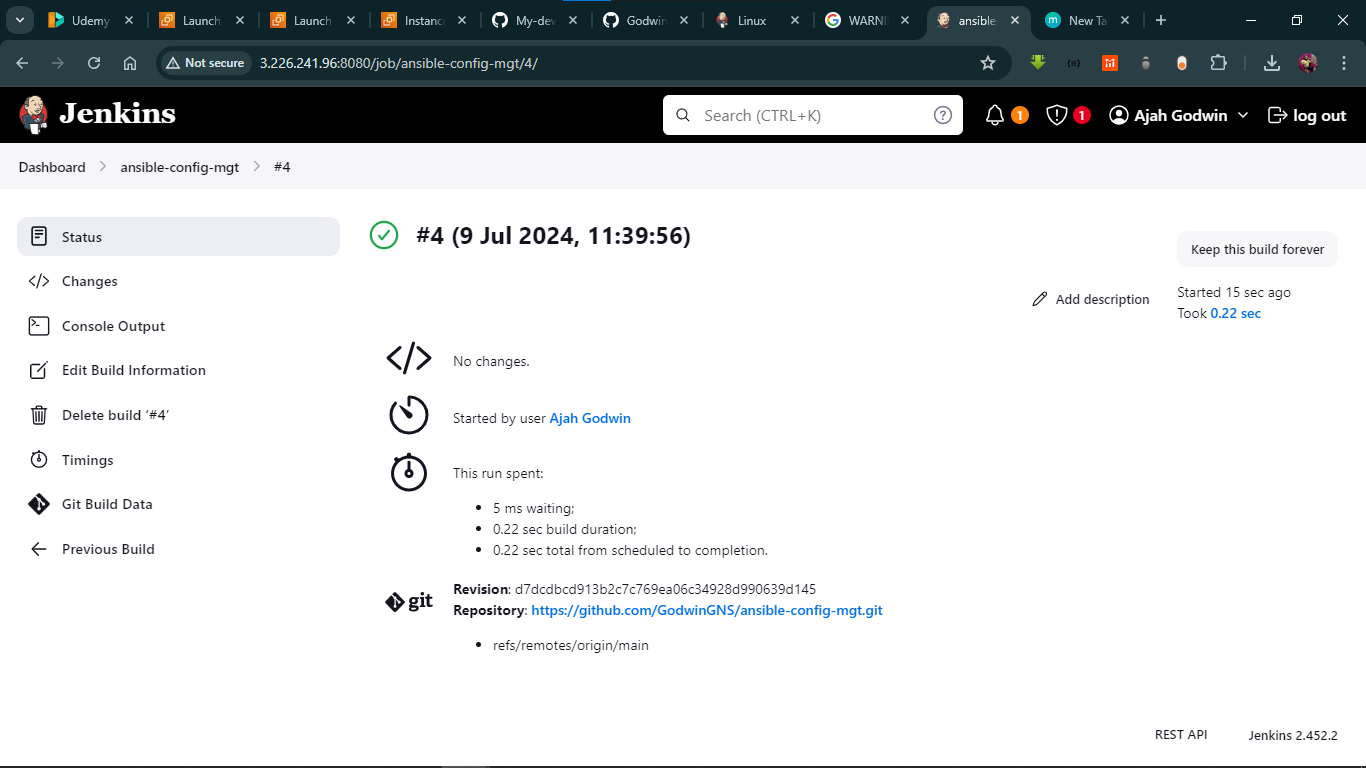 Udemy
Launch
Launch
Instanc
My-dev
Godwin
Linux
WARNI
ansible
New Ta
Not secure
3.226.241.96:8080/job/ansible-config-mgt/4/
Jenkins
Search (CTRL+K)
?
1
1
Ajah Godwin
log out
Dashboard
ansible-config-mgt
#4
Status
Changes
Console Output
Edit Build Information
Delete build ‘#4’
Timings
Git Build Data
Previous Build
#4 (9 Jul 2024, 11:39:56)
Keep this build forever
Add description
Started 15 sec ago
Took 0.22 sec
No changes.
Started by user Ajah Godwin
This run spent:
• 5 ms waiting;
• 0.22 sec build duration;
• 0.22 sec total from scheduled to completion.
git
Revision: d7dcdbcd913b2c7c769ea06c34928d990639d145
Repository: https://github.com/GodwinGNS/ansible-config-mgt.git
• refs/remotes/origin/main
REST API
Jenkins 2.452.2